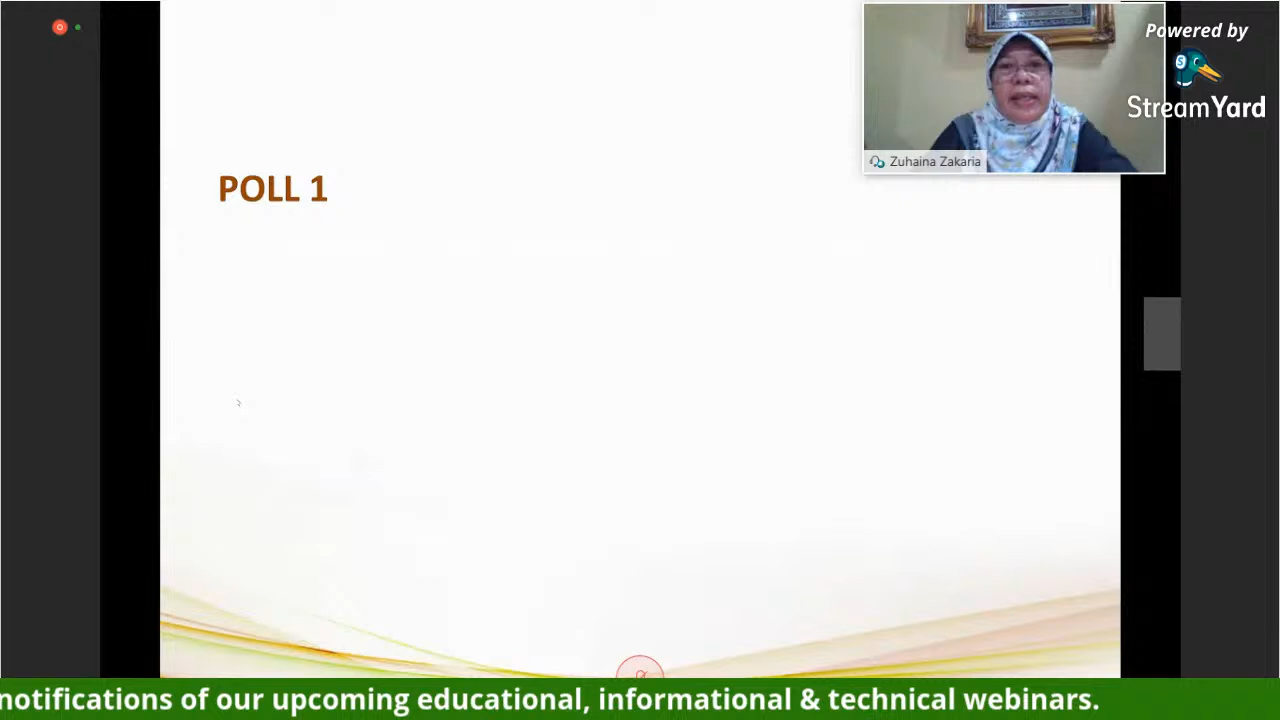 Powered by
StreamYard
Zuhaina Zakaria
POLL 1
notifications of our upcoming educational, informational & technical webinars.